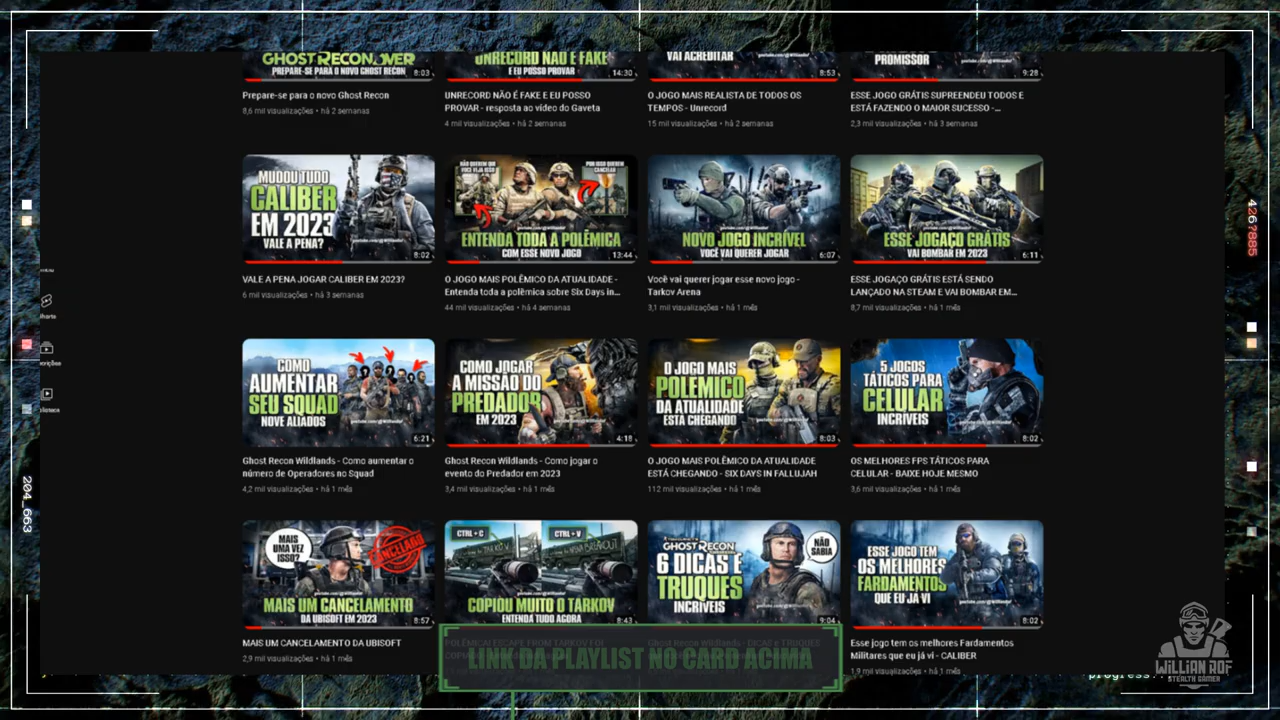 GHOST RECON OVER
PREPARE-SE PARA O NOVO GHOST RECON
8:03
UNRECORD NÃO É FAKE
E EU POSSO PROVAR
14:30
VAI ACREDITAR
8:53
PROMISSOR
9:28
Prepare-se para o novo Ghost Recon
8,6 mil visualizações • há 2 semanas
UNRECORD NÃO É FAKE E EU POSSO
PROVAR - resposta ao vídeo do Gaveta
4 mil visualizações • há 2 semanas
O JOGO MAIS REALISTA DE TODOS OS
TEMPOS - Unrecord
15 mil visualizações • há 2 semanas
ESSE JOGO GRÁTIS SUPREENDEU TODOS E
ESTÁ FAZENDO O MAIOR SUCESSO -...
2,3 mil visualizações • há 3 semanas
MUDOU TUDO
CALIBER
EM 2023
VALE A PENA?
8:02
NÃO QUEREM QUE
VOCÊ VEJA ISSO
POR ISSO QUEREM
CANCELAR
ENTENDA TODA A POLÊMICA
COM ESSE NOVO JOGO
13:44
NOVO JOGO INCRÍVEL
VOCÊ VAI QUERER JOGAR
6:07
ESSE JOGAÇO GRÁTIS
VAI BOMBAR EM 2023
6:11
VALE A PENA JOGAR CALIBER EM 2023?
6 mil visualizações • há 3 semanas
O JOGO MAIS POLÊMICO DA ATUALIDADE -
Entenda toda a polêmica sobre Six Days in...
44 mil visualizações • há 4 semanas
Você vai querer jogar esse novo jogo -
Tarkov Arena
3,1 mil visualizações • há 1 mês
ESSE JOGAÇO GRÁTIS ESTÁ SENDO
LANÇADO NA STEAM E VAI BOMBAR EM...
8,7 mil visualizações • há 1 mês
COMO
AUMENTAR
SEU SQUAD
NOVE ALIADOS
6:21
COMO JOGAR
A MISSÃO DO
PREDADOR
EM 2023
4:18
O JOGO MAIS
POLEMICO
DA ATUALIDADE
ESTÁ CHEGANDO
8:03
5 JOGOS
TÁTICOS PARA
CELULAR
INCRIVEIS
8:02
Ghost Recon Wildlands - Como aumentar o
número de Operadores no Squad
4,2 mil visualizações • há 1 mês
Ghost Recon Wildlands - Como jogar o
evento do Predador em 2023
3,4 mil visualizações • há 1 mês
O JOGO MAIS POLÊMICO DA ATUALIDADE
ESTÁ CHEGANDO - SIX DAYS IN FALLUJAH
112 mil visualizações • há 1 mês
OS MELHORES FPS TÁTICOS PARA
CELULAR - BAIXE HOJE MESMO
3,6 mil visualizações • há 1 mês
MAIS
UMA VEZ
ISSO?
CANCELADO
MAIS UM CANCELAMENTO
DA UBISOFT EM 2023
8:57
CTRL + C
CTRL + V
COPIOU MUITO O TARKOV
ENTENDA TUDO AGORA
8:43
GHOST RECON
6 DICAS E
TRUQUES
INCRÍVEIS
NÃO
SABIA
9:04
ESSE JOGO TEM
OS MELHORES
FARDAMENTOS
QUE EU JA VI
8:02
MAIS UM CANCELAMENTO DA UBISOFT
2,9 mil visualizações • há 1 mês
Esse jogo tem os melhores Fardamentos
Militares que eu já vi - CALIBER
1,9 mil visualizações • há 1 mês
LINK DA PLAYLIST NO CARD ACIMA
4267885
204_663
WILLIAN ROF
STEALTH GAMER
progress